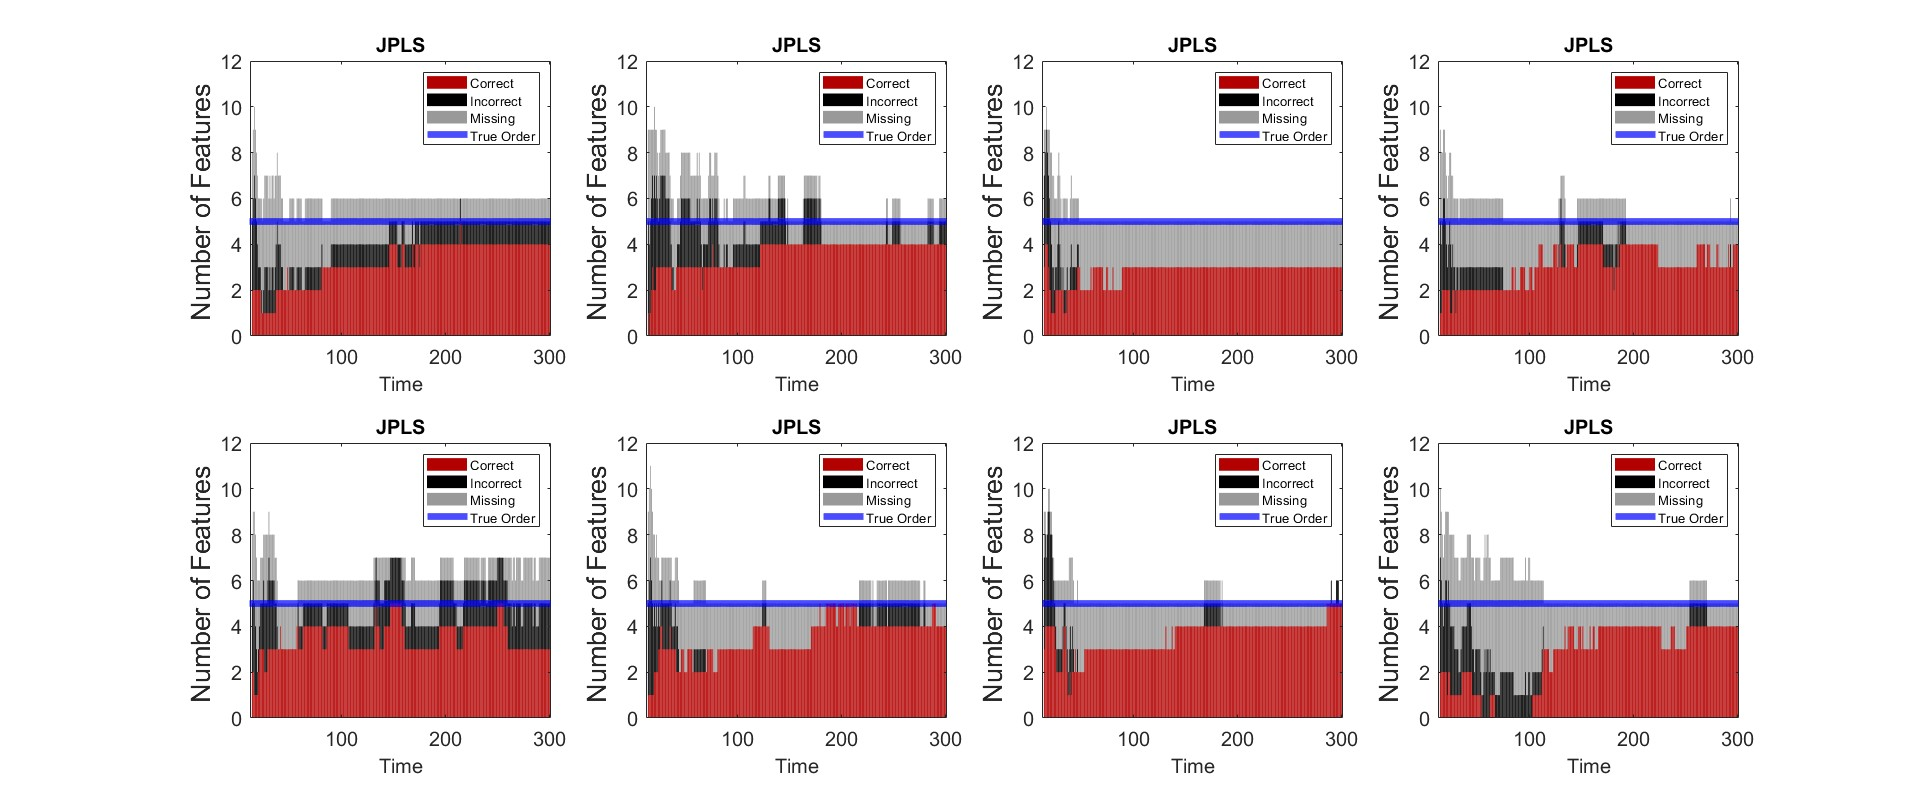 JPLS
12
10
8
6
4
2
0
Number of Features
Correct
Incorrect
Missing
True Order
100
200
300
Time
JPLS
12
10
8
6
4
2
0
Number of Features
Correct
Incorrect
Missing
True Order
100
200
300
Time
JPLS
12
10
8
6
4
2
0
Number of Features
Correct
Incorrect
Missing
True Order
100
200
300
Time
JPLS
12
10
8
6
4
2
0
Number of Features
Correct
Incorrect
Missing
True Order
100
200
300
Time
JPLS
12
10
8
6
4
2
0
Number of Features
Correct
Incorrect
Missing
True Order
100
200
300
Time
JPLS
12
10
8
6
4
2
0
Number of Features
Correct
Incorrect
Missing
True Order
100
200
300
Time
JPLS
12
10
8
6
4
2
0
Number of Features
Correct
Incorrect
Missing
True Order
100
200
300
Time
JPLS
12
10
8
6
4
2
0
Number of Features
Correct
Incorrect
Missing
True Order
100
200
300
Time